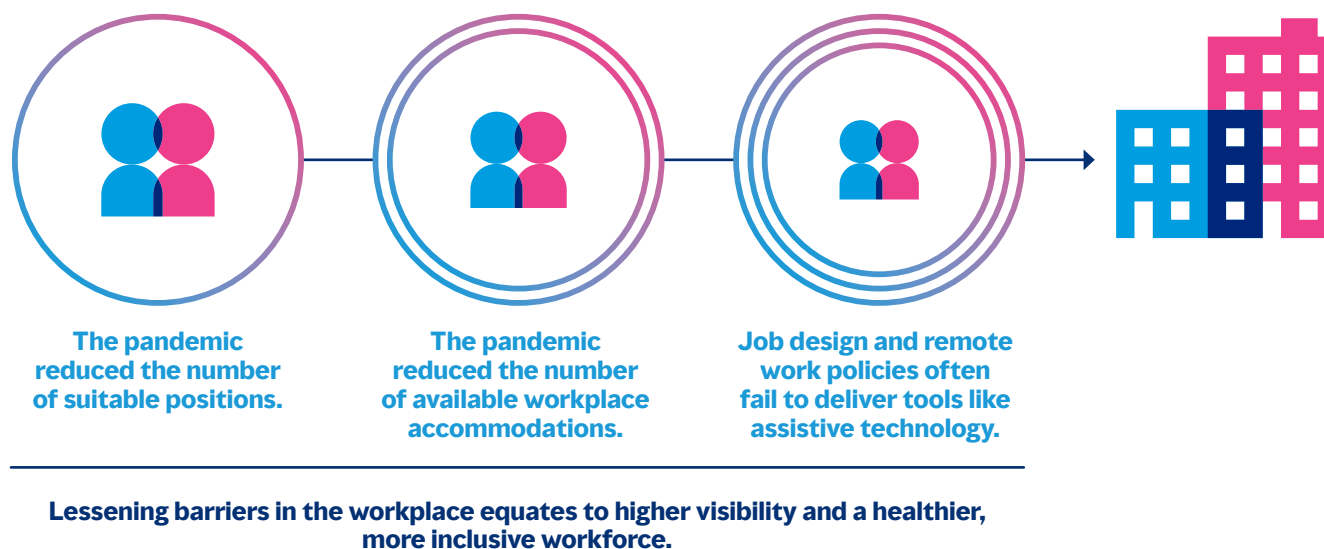 The pandemic
reduced the number
of suitable positions.
The pandemic
reduced the number
of available workplace
accommodations.
Job design and remote
work policies often
fail to deliver tools like
assistive technology.
Lessening barriers in the workplace equates to higher visibility and a healthier,
more inclusive workforce.